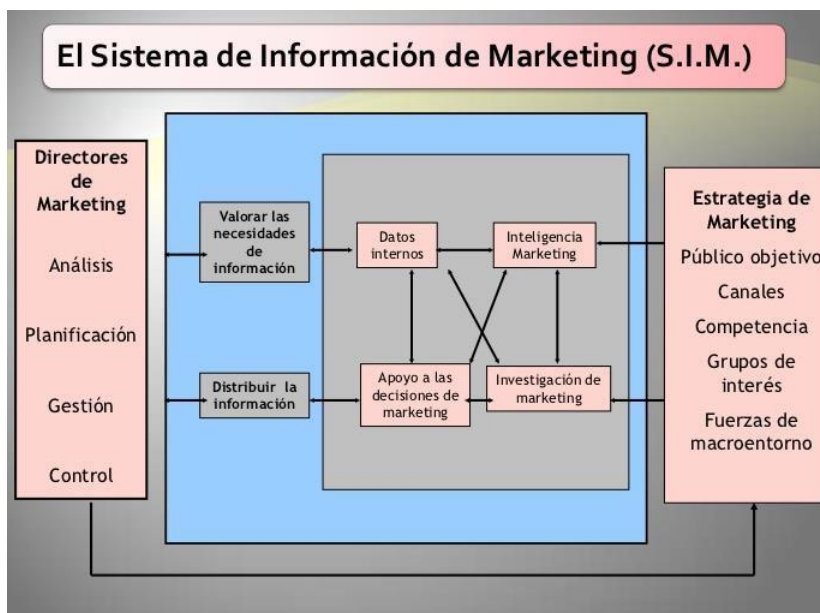 El Sistema de Información de Marketing (S.I.M.)
Directores
de
Marketing
Análisis
Planificación
Gestión
Control
Valorar las
necesidades
de
información
Distribuir la
información
Datos
internos
Inteligencia
Marketing
Apoyo a las
decisiones de
marketing
Investigación de
marketing
Estrategia de
Marketing
Público objetivo
Canales
Competencia
Grupos de
interés
Fuerzas de
macroentorno